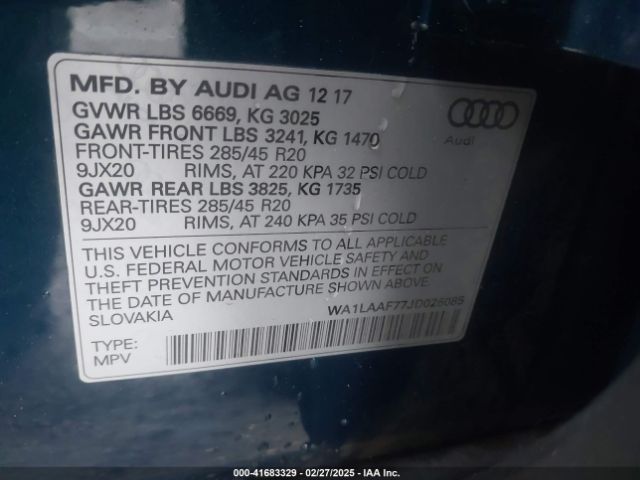 MFD. BY AUDI AG 12 17
GVWR LBS 6669, KG 3025
GAWR FRONT LBS 3241, KG 1470
FRONT-TIRES 285/45 R20
9JX20 RIMS, AT 220 KPA 32 PSI COLD
GAWR REAR LBS 3825, KG 1735
REAR-TIRES 285/45 R20
9JX20 RIMS, AT 240 KPA 35 PSI COLD
Audi
THIS VEHICLE CONFORMS TO ALL APPLICABLE
U.S. FEDERAL MOTOR VEHICLE SAFETY AND
THEFT PREVENTION STANDARDS IN EFFECT ON
THE DATE OF MANUFACTURE SHOWN ABOVE.
SLOVAKIA
WA1LAAF77JD026085
TYPE:
MPV
000-41683329 - 02/27/2025 - IAA Inc.